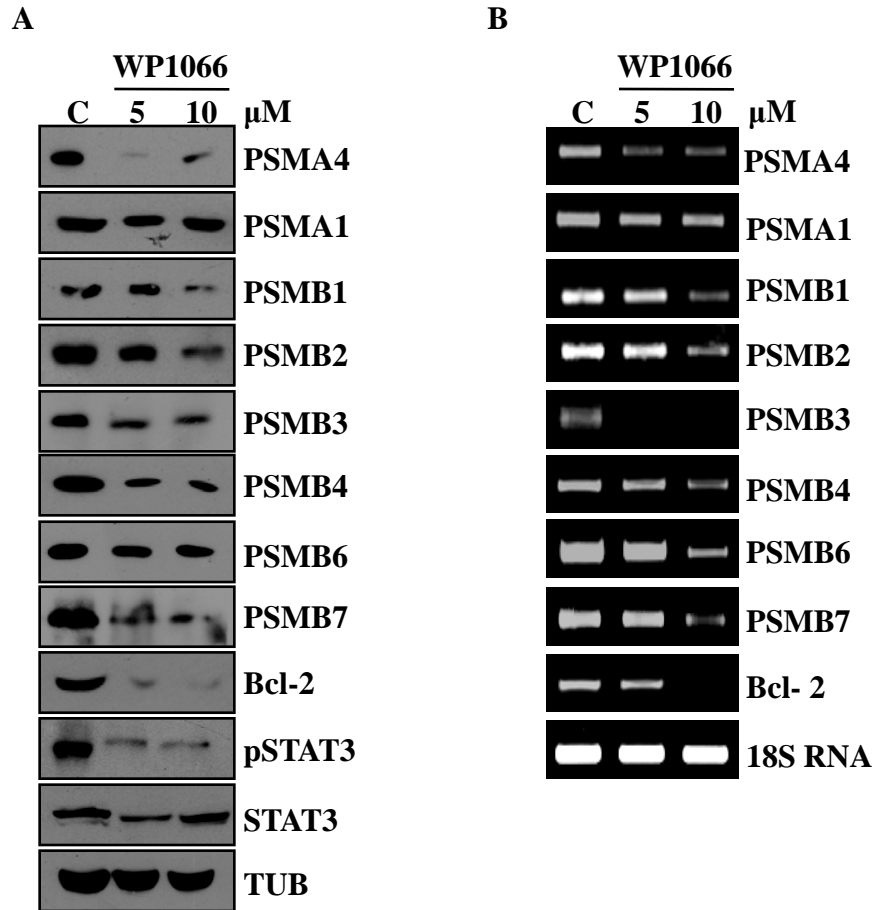 A
WP1066
C 5 10 µM
PSMA4
PSMA1
PSMB1
PSMB2
PSMB3
PSMB4
PSMB6
PSMB7
Bcl-2
pSTAT3
STAT3
TUB
B
WP1066
C 5 10 µM
PSMA4
PSMA1
PSMB1
PSMB2
PSMB3
PSMB4
PSMB6
PSMB7
Bcl- 2
18S RNA